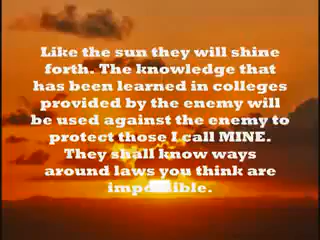 Like the sun they will shine
forth. The knowledge that
has been learned in colleges
provided by the enemy will
be used against the enemy to
protect those I call MINE.
They shall know ways
around laws you think are
impossible.